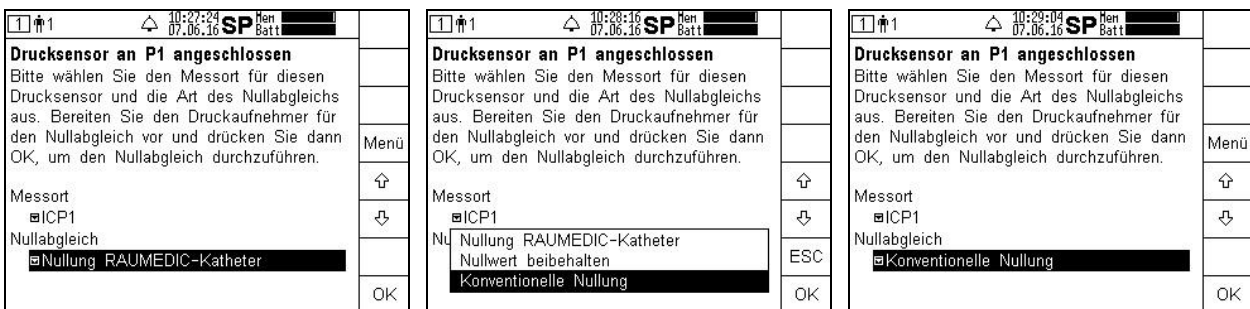 1 1 10:27:24 07.06.16 SP Mem Batt
Drucksensor an P1 angeschlossen
Bitte wählen Sie den Messort für diesen
Drucksensor und die Art des Nullabgleichs
aus. Bereiten Sie den Druckaufnehmer für
den Nullabgleich vor und drücken Sie dann
OK, um den Nullabgleich durchzuführen.
Messort
ICP1
Nullabgleich
Nullung RAUMEDIC-Katheter
Menü
OK
1 1 10:28:16 07.06.16 SP Mem Batt
Drucksensor an P1 angeschlossen
Bitte wählen Sie den Messort für diesen
Drucksensor und die Art des Nullabgleichs
aus. Bereiten Sie den Druckaufnehmer für
den Nullabgleich vor und drücken Sie dann
OK, um den Nullabgleich durchzuführen.
Messort
ICP1
Nu
Nullung RAUMEDIC-Katheter
Nullwert beibehalten
Konventionelle Nullung
ESC
OK
1 1 10:29:04 07.06.16 SP Mem Batt
Drucksensor an P1 angeschlossen
Bitte wählen Sie den Messort für diesen
Drucksensor und die Art des Nullabgleichs
aus. Bereiten Sie den Druckaufnehmer für
den Nullabgleich vor und drücken Sie dann
OK, um den Nullabgleich durchzuführen.
Messort
ICP1
Nullabgleich
Konventionelle Nullung
Menü
OK